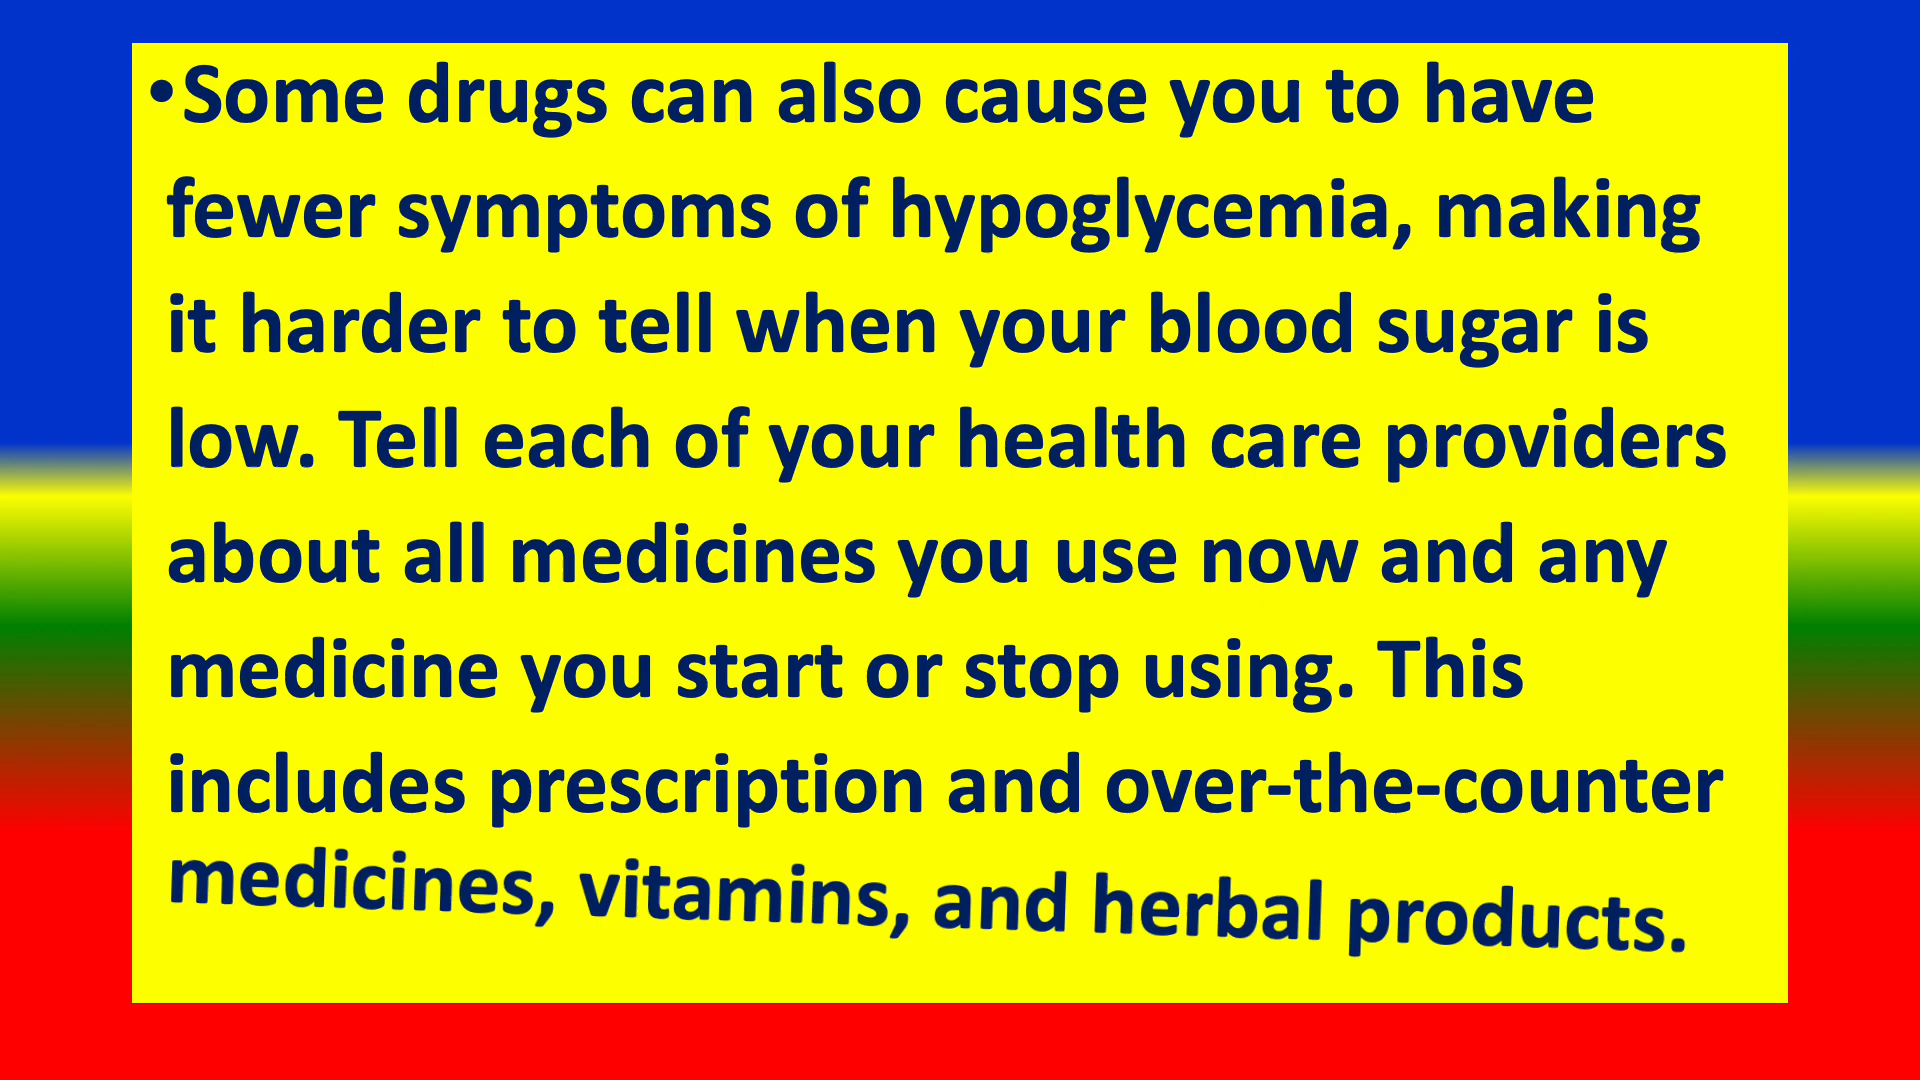 •Some drugs can also cause you to have
fewer symptoms of hypoglycemia, making
it harder to tell when your blood sugar is
low. Tell each of your health care providers
about all medicines you use now and any
medicine you start or stop using. This
includes prescription and over-the-counter
medicines, vitamins, and herbal products.